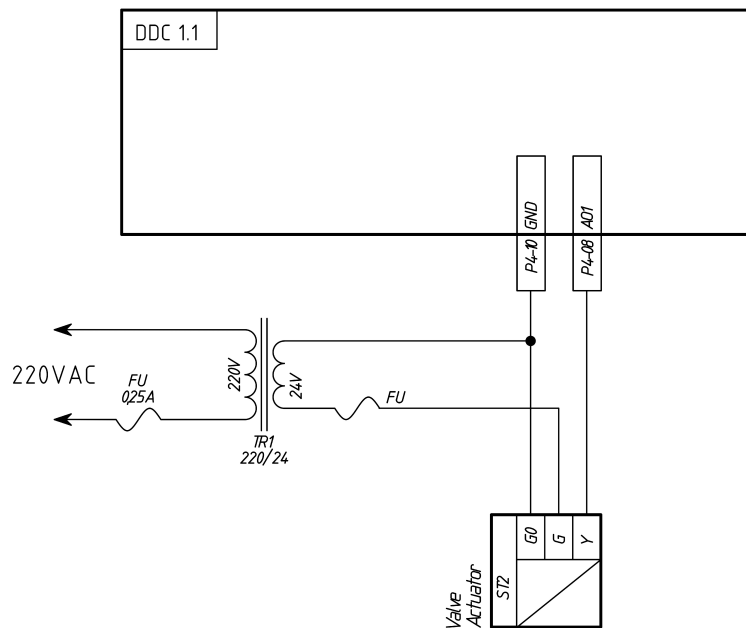 DDC 1.1
P4-10 GND
P4-08 AO1
220VAC
FU
0,25A
220V
24V
FU
TR1
220/24
G0
G
Y
ST2
Valve
Actuator